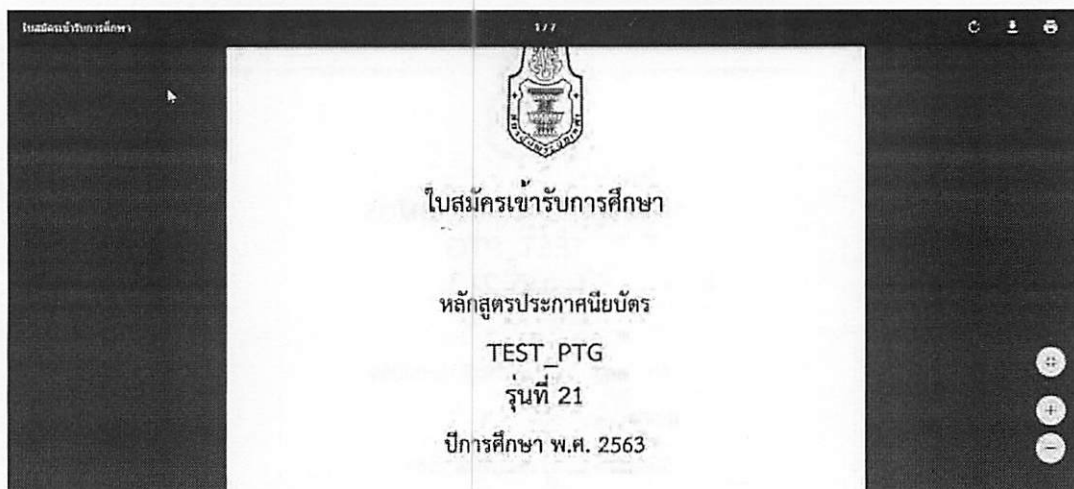 ใบสมัครเข้ารับการศึกษา
1 / 7
ใบสมัครเข้ารับการศึกษา
หลักสูตรประกาศนียบัตร
TEST_PTG
รุ่นที่ 21
ปีการศึกษา พ.ศ. 2563